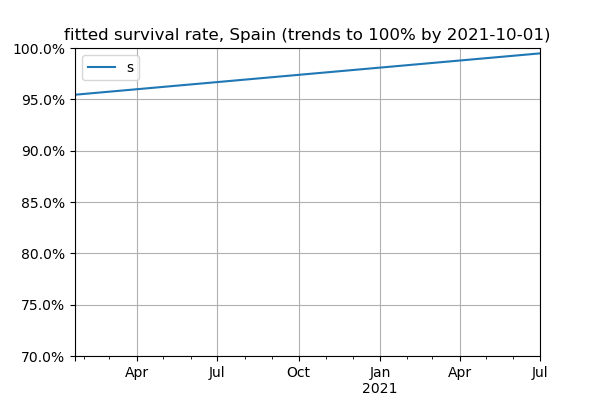 fitted survival rate, Spain (trends to 100% by 2021-10-01)
100.0%
s
95.0%
90.0%
85.0%
80.0%
75.0%
70.0%
Apr Jul Oct Jan Apr Jul
2021